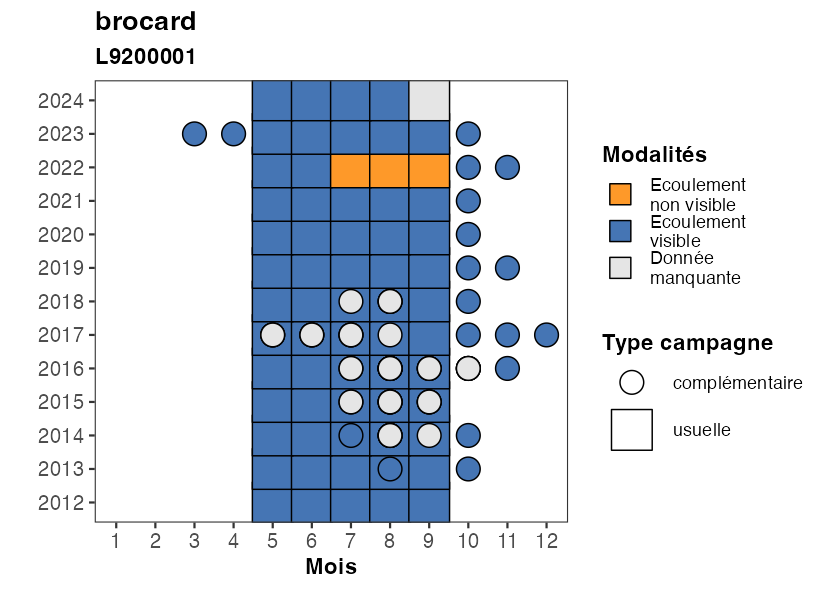 brocard
L9200001
2024
2023
2022
2021
2020
2019
2018
2017
2016
2015
2014
2013
2012
1 2 3 4 5 6 7 8 9 10 11 12
Mois
Modalités
Ecoulement
non visible
Ecoulement
visible
Donnée
manquante
Type campagne
complémentaire
usuelle